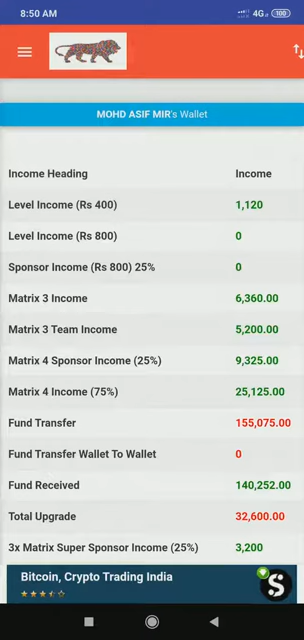 8:50 AM
4G
100
MOHD ASIF MIR's Wallet
Income Heading Income
Level Income (Rs 400) 1,120
Level Income (Rs 800) 0
Sponsor Income (Rs 800) 25% 0
Matrix 3 Income 6,360.00
Matrix 3 Team Income 5,200.00
Matrix 4 Sponsor Income (25%) 9,325.00
Matrix 4 Income (75%) 25,125.00
Fund Transfer 155,075.00
Fund Transfer Wallet To Wallet 0
Fund Received 140,252.00
Total Upgrade 32,600.00
3x Matrix Super Sponsor Income (25%) 3,200
Bitcoin, Crypto Trading India